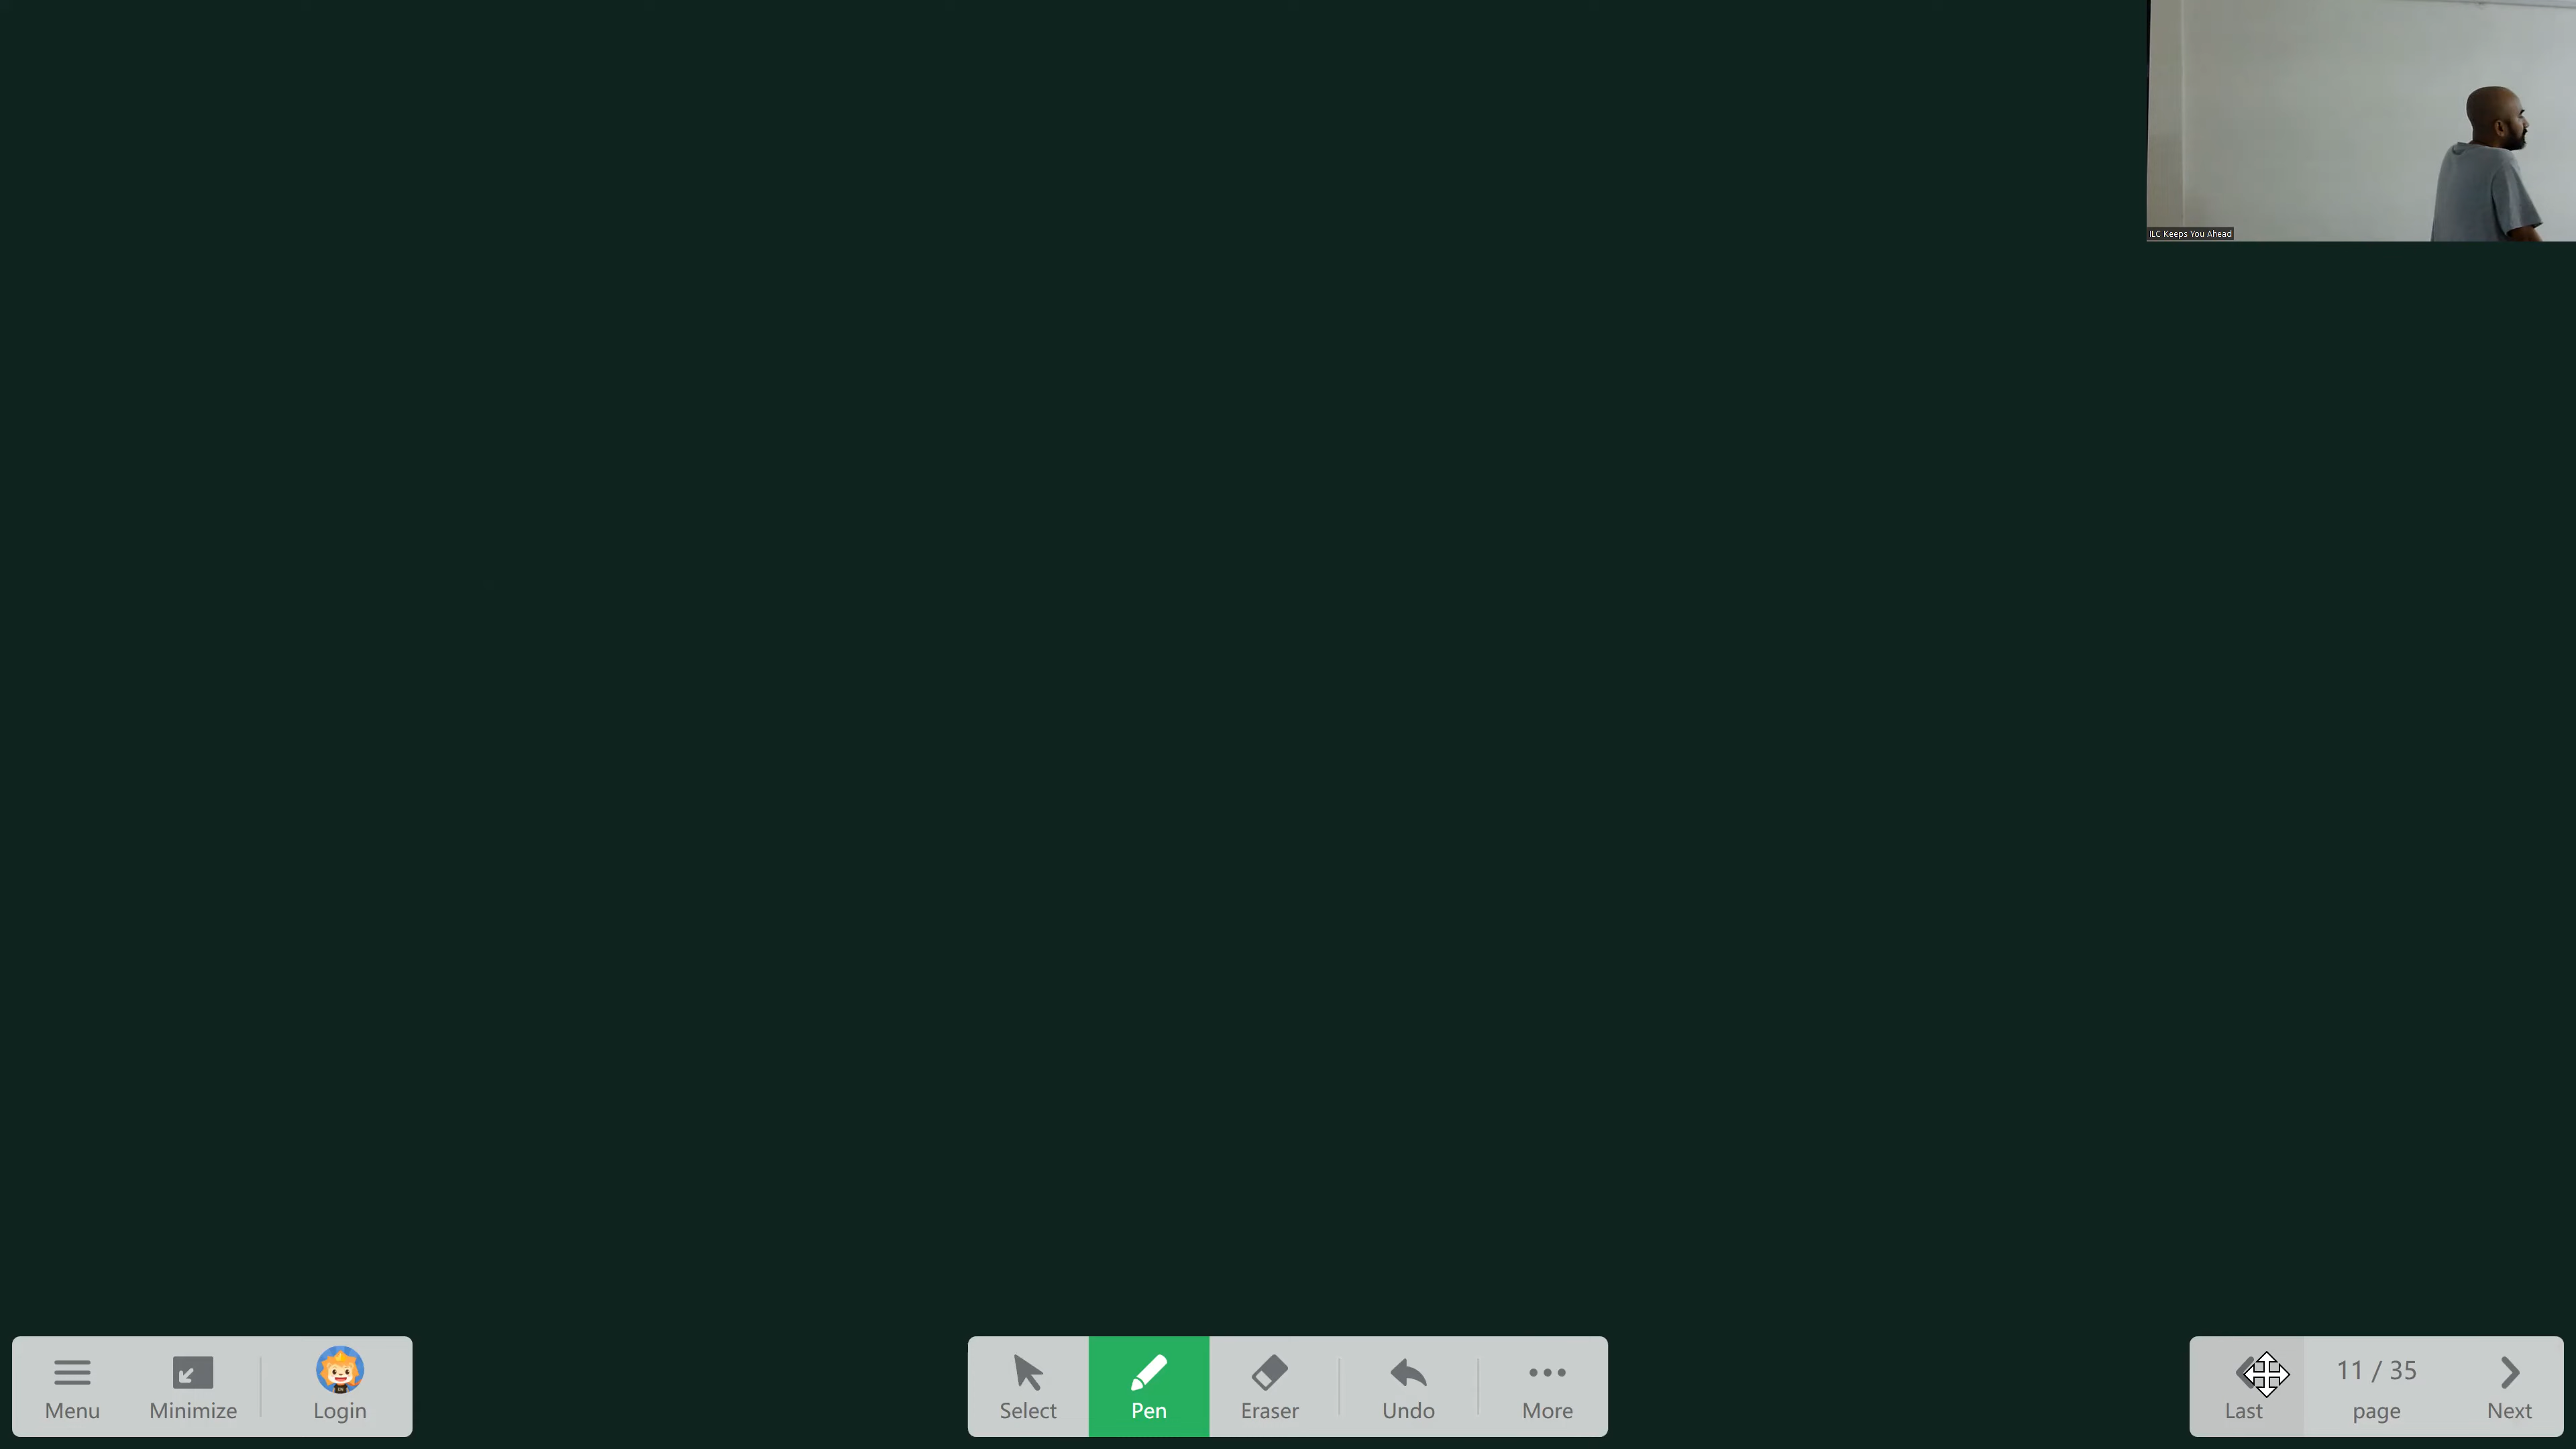 ILC Keeps You Ahead
Menu
Minimize
Login
Select
Pen
Eraser
Undo
More
Last
11 / 35
page
Next